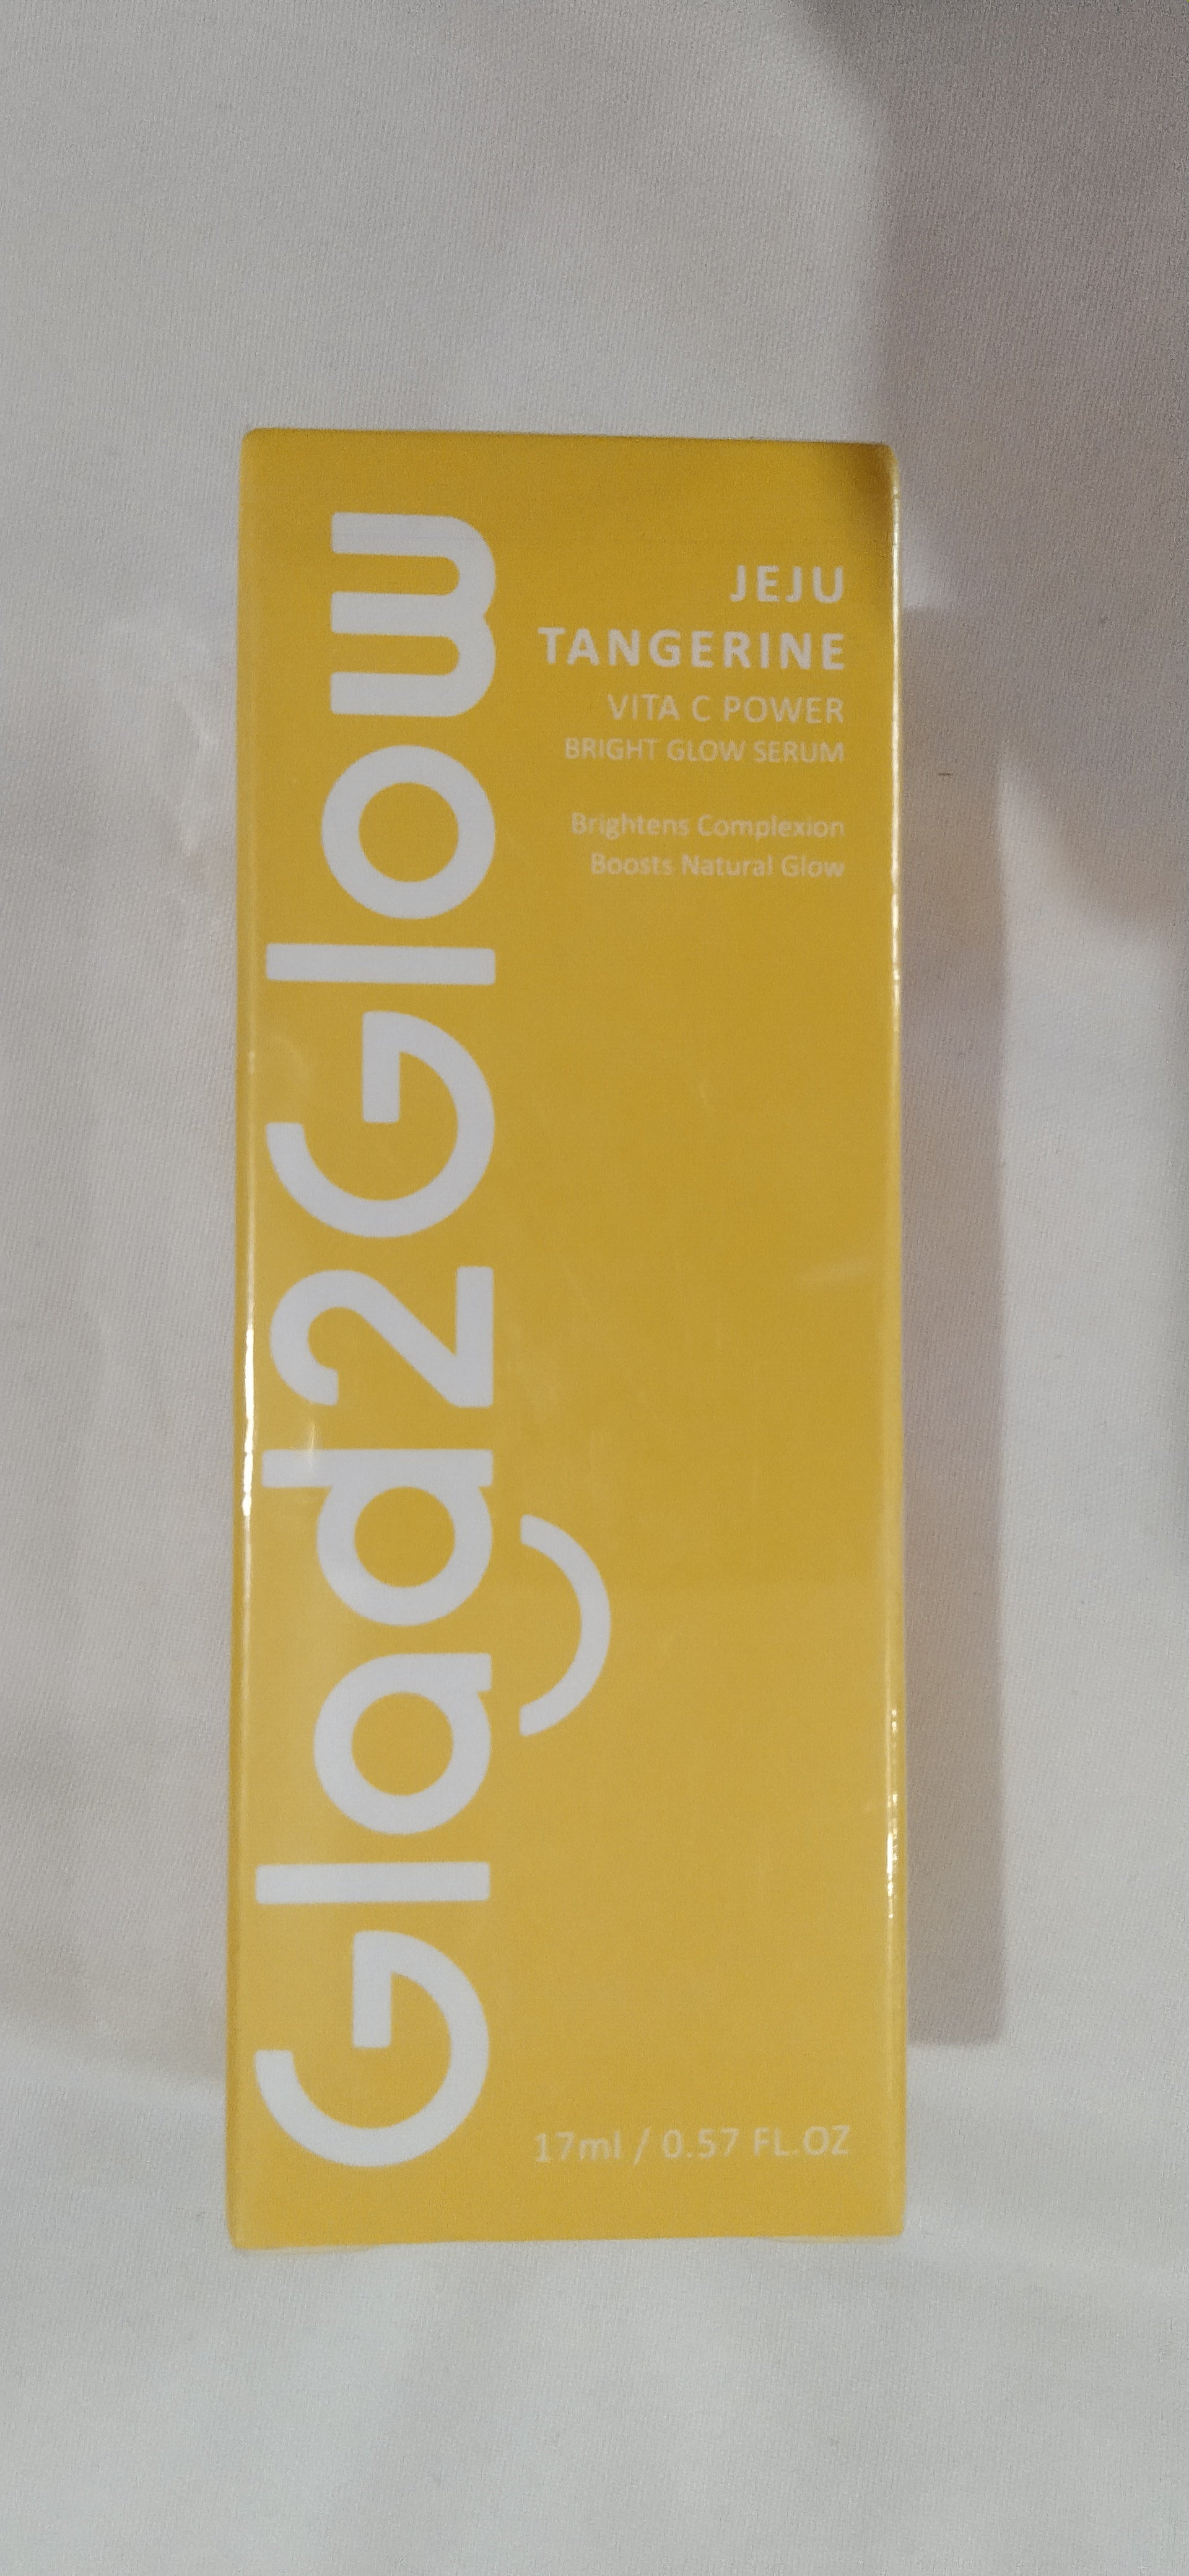 Glad2Glow
JEJU
TANGERINE
VITA C POWER
BRIGHT GLOW SERUM
Brightens Complexion
Boosts Natural Glow
17ml / 0.57 FL.OZ